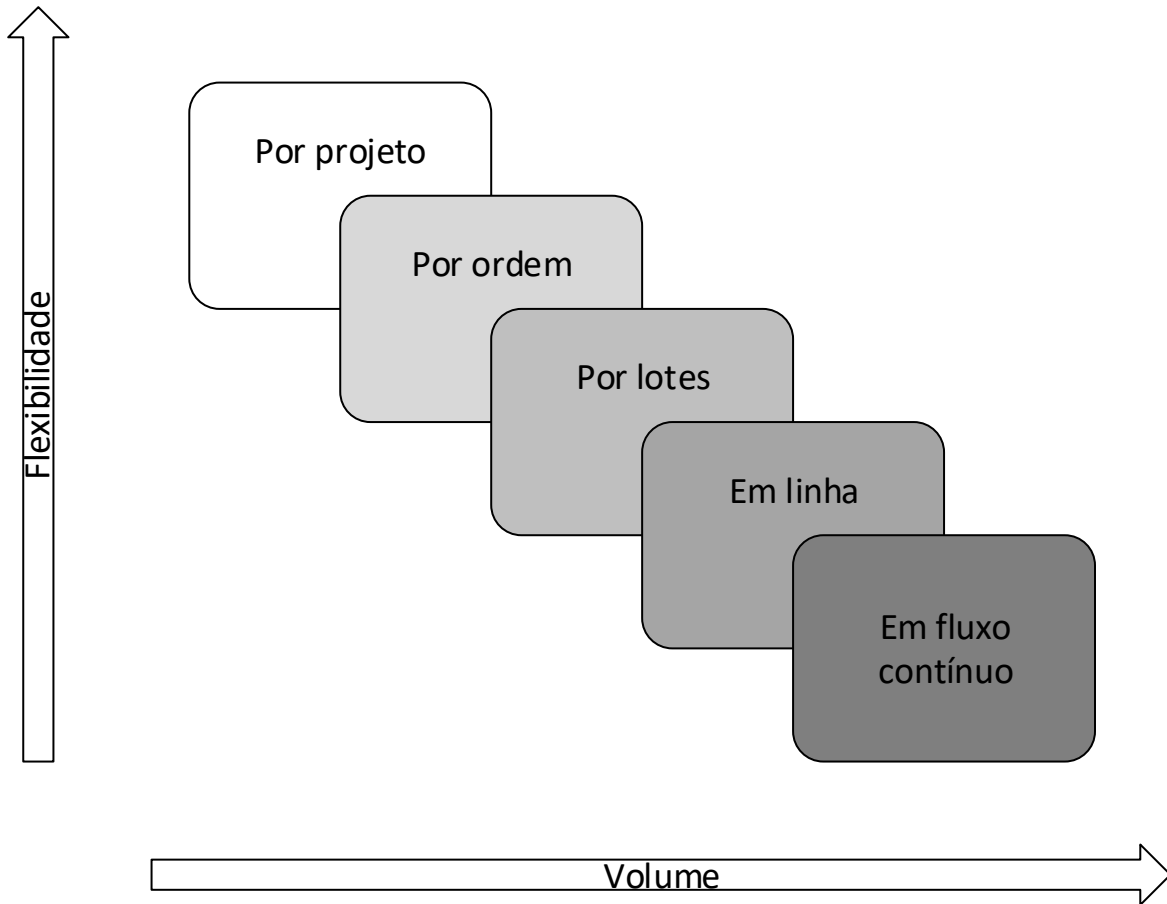 Por projeto
Por ordem
Por lotes
Em linha
Em fluxo
contínuo
Flexibilidade
Volume